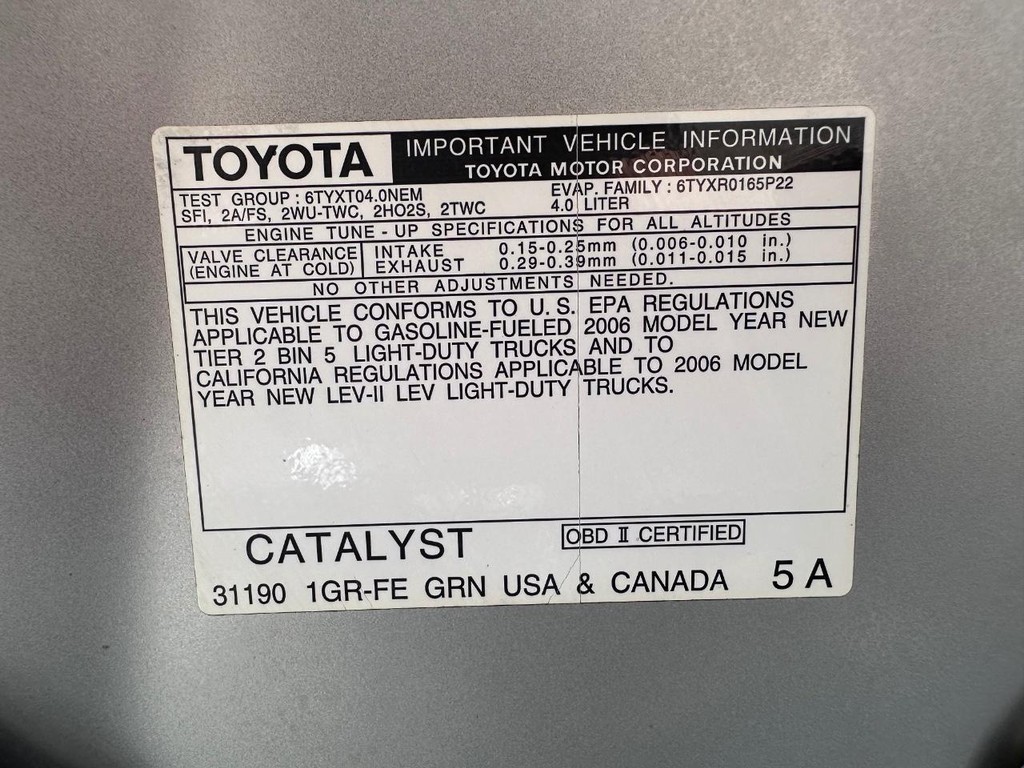 TOYOTA IMPORTANT VEHICLE INFORMATION
TOYOTA MOTOR CORPORATION
TEST GROUP : 6TYXT04.0NEM EVAP. FAMILY : 6TYXR0165P22
SFI, 2A/FS, 2WU-TWC, 2HO2S, 2TWC 4.0 LITER
ENGINE TUNE - UP SPECIFICATIONS FOR ALL ALTITUDES
VALVE CLEARANCE INTAKE 0.15-0.25mm (0.006-0.010 in.)
(ENGINE AT COLD) EXHAUST 0.29-0.39mm (0.011-0.015 in.)
NO OTHER ADJUSTMENTS NEEDED.
THIS VEHICLE CONFORMS TO U. S. EPA REGULATIONS
APPLICABLE TO GASOLINE-FUELED 2006 MODEL YEAR NEW
TIER 2 BIN 5 LIGHT-DUTY TRUCKS AND TO
CALIFORNIA REGULATIONS APPLICABLE TO 2006 MODEL
YEAR NEW LEV-II LEV LIGHT-DUTY TRUCKS.
CATALYST OBD II CERTIFIED
31190 1GR-FE GRN USA & CANADA 5 A